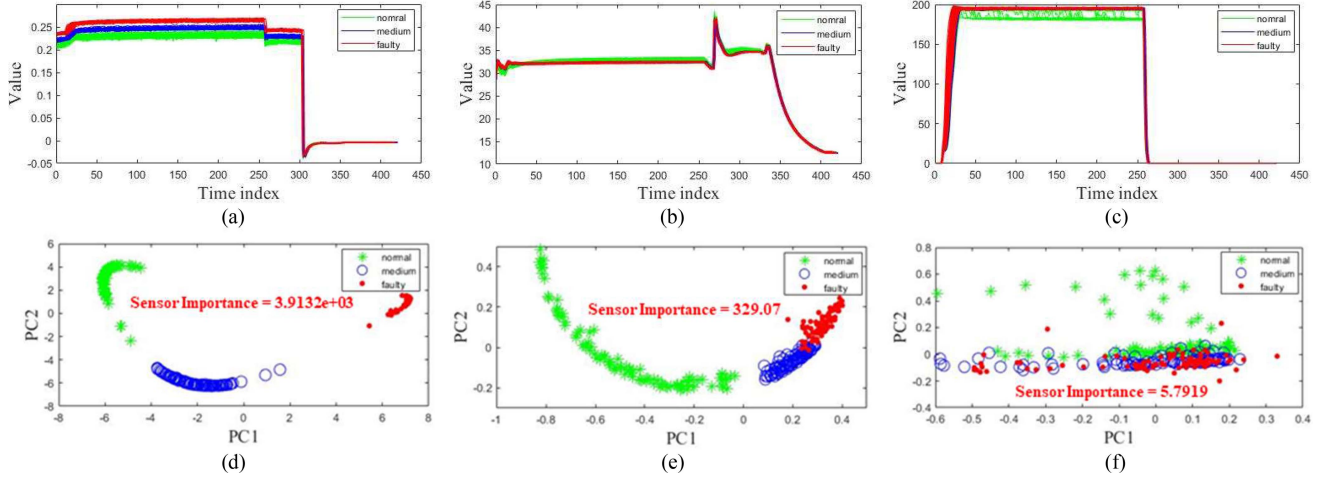 0.3
0.25
0.2
0.15
0.1
0.05
0
-0.05
Value
nomral
medium
faulty
0 50 100 150 200 250 300 350 400 450
Time index
(a)
45
40
35
30
25
20
15
10
Value
nomral
medium
faulty
0 50 100 150 200 250 300 350 400 450
Time index
(b)
200
150
100
50
0
Value
nomral
medium
faulty
0 50 100 150 200 250 300 350 400 450
Time index
(c)
6
4
2
0
-2
-4
-6
-8
PC2
normal
medium
faulty
Sensor Importance = 3.9132e+03
-8 -6 -4 -2 0 2 4 6 8
PC1
(d)
0.4
0.2
0
-0.2
PC2
normal
medium
faulty
Sensor Importance = 329.07
-1 -0.8 -0.6 -0.4 -0.2 0 0.2 0.4 0.6
PC1
(e)
0.8
0.6
0.4
0.2
0
-0.2
-0.4
PC2
normal
medium
faulty
Sensor Importance = 5.7919
-0.6 -0.5 -0.4 -0.3 -0.2 -0.1 0 0.1 0.2 0.3 0.4
PC1
(f)